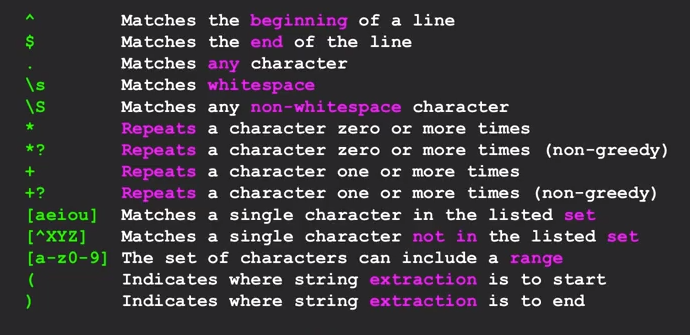 ^ Matches the beginning of a line
$ Matches the end of the line
. Matches any character
\s Matches whitespace
\S Matches any non-whitespace character
* Repeats a character zero or more times
*? Repeats a character zero or more times (non-greedy)
+ Repeats a character one or more times
+? Repeats a character one or more times (non-greedy)
[aeiou] Matches a single character in the listed set
[^XYZ] Matches a single character not in the listed set
[a-z0-9] The set of characters can include a range
( Indicates where string extraction is to start
) Indicates where string extraction is to end